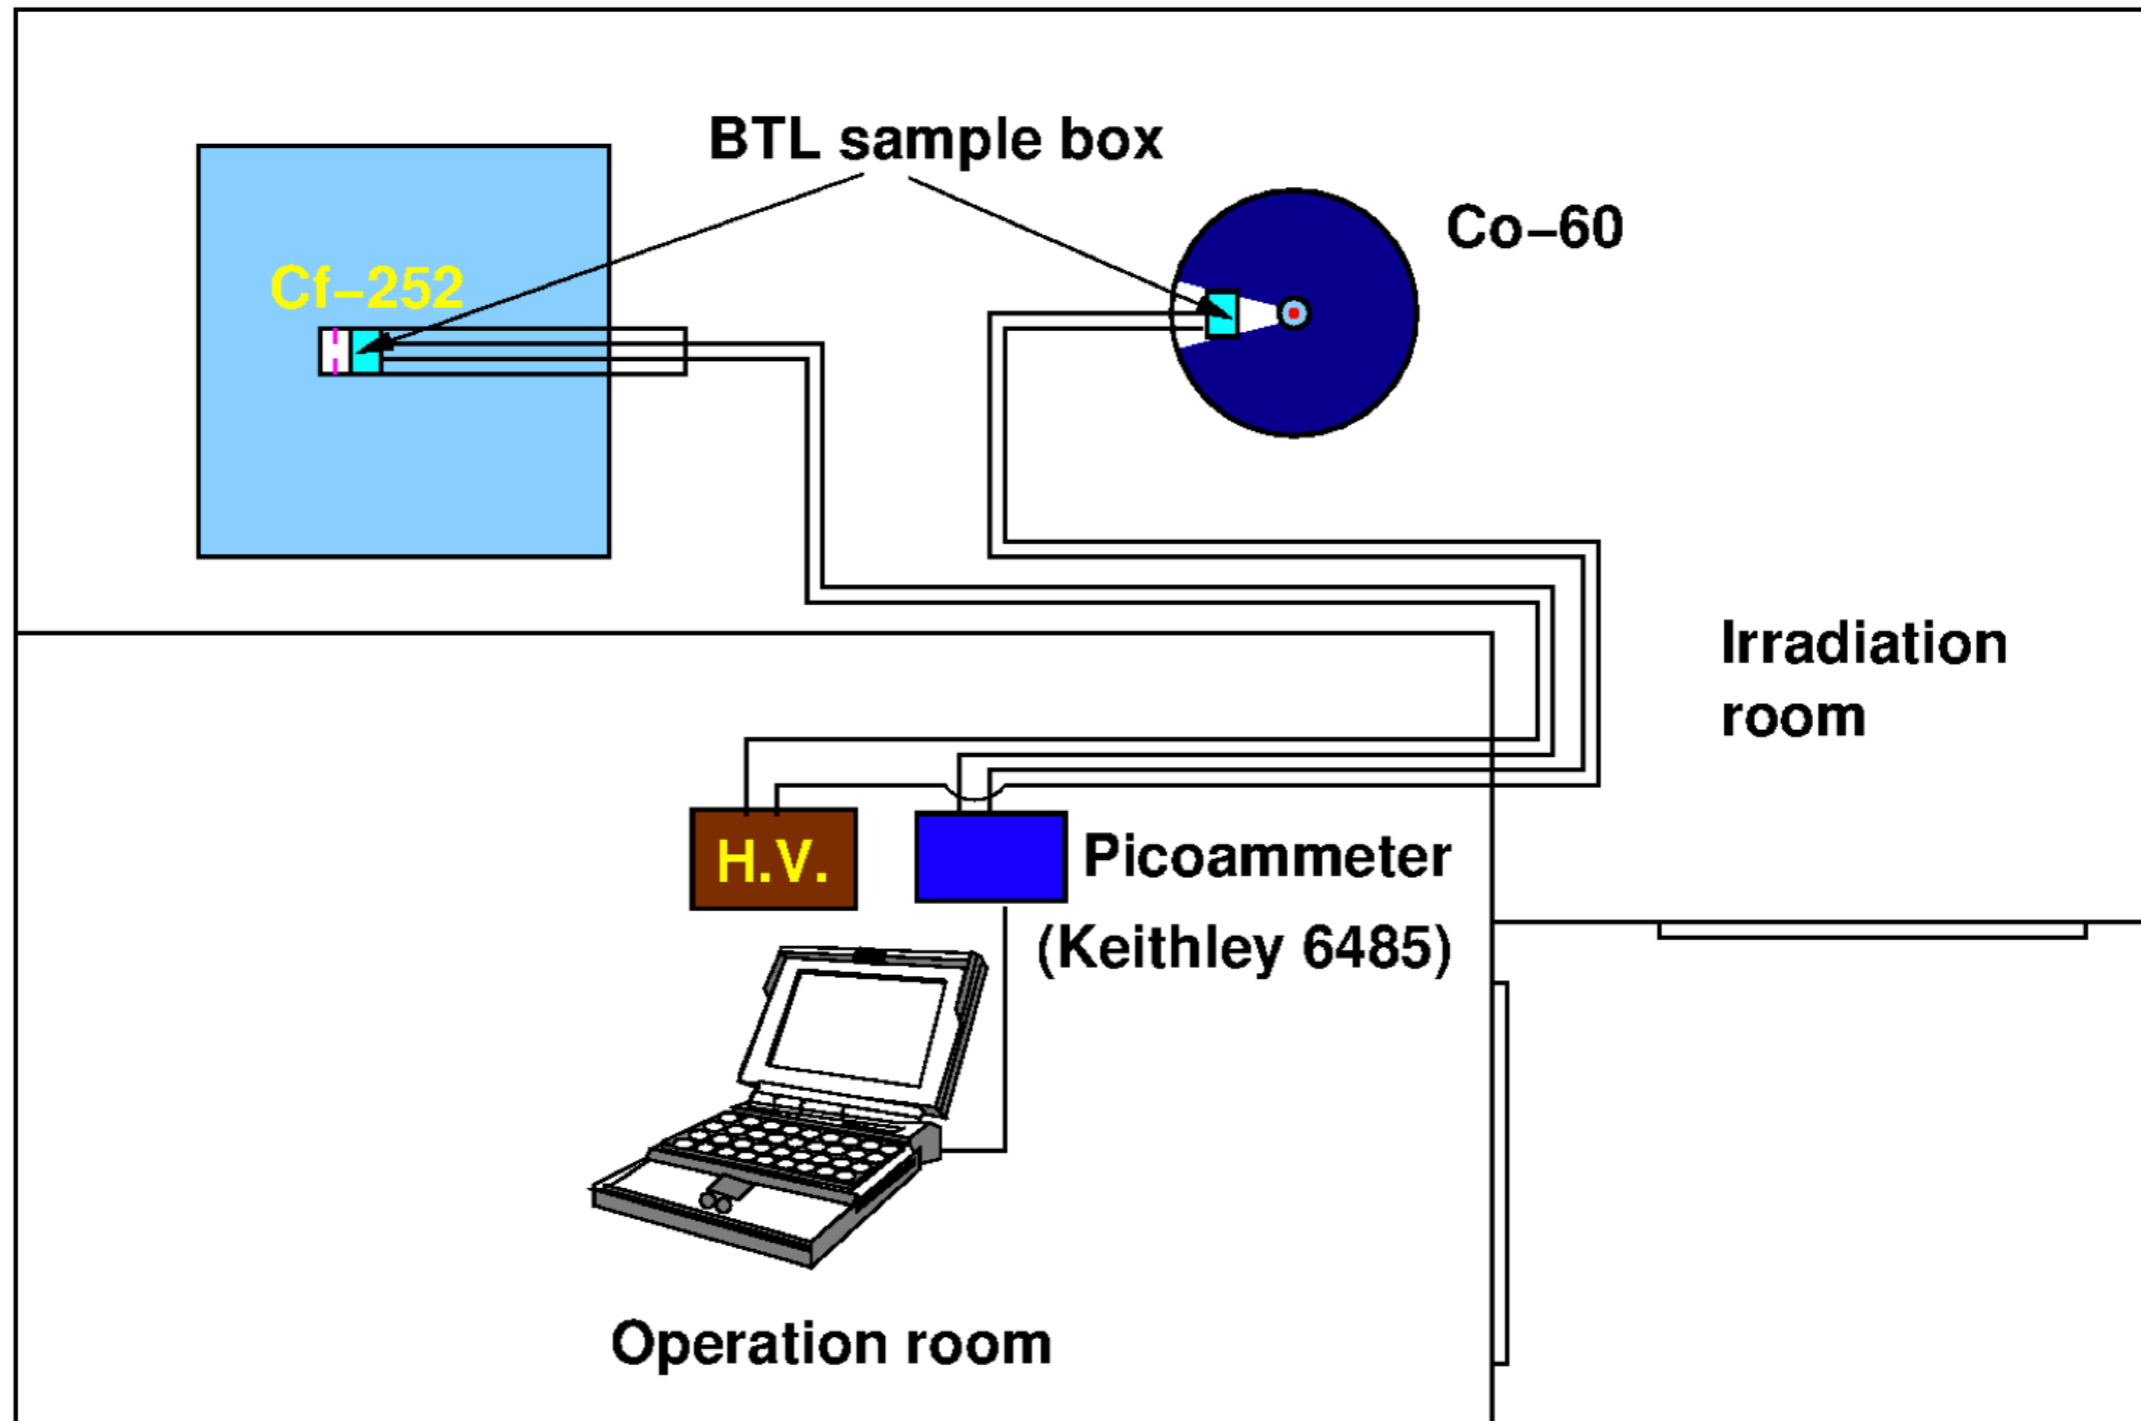 BTL sample box
Co−60
Cf−252
Irradiation
room
H.V.
Picoammeter
(Keithley 6485)
Operation room